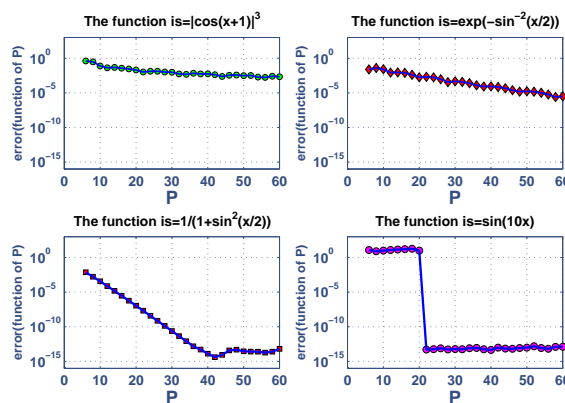 The function is=|cos(x+1)|³
error(function of P)
10⁰
10⁻⁵
10⁻¹⁰
10⁻¹⁵
0 10 20 30 40 50 60
P
The function is=exp(−sin⁻²(x/2))
error(function of P)
10⁰
10⁻⁵
10⁻¹⁰
10⁻¹⁵
0 10 20 30 40 50 60
P
The function is=1/(1+sin²(x/2))
error(function of P)
10⁰
10⁻⁵
10⁻¹⁰
10⁻¹⁵
0 10 20 30 40 50 60
P
The function is=sin(10x)
error(function of P)
10⁰
10⁻⁵
10⁻¹⁰
10⁻¹⁵
0 10 20 30 40 50 60
P